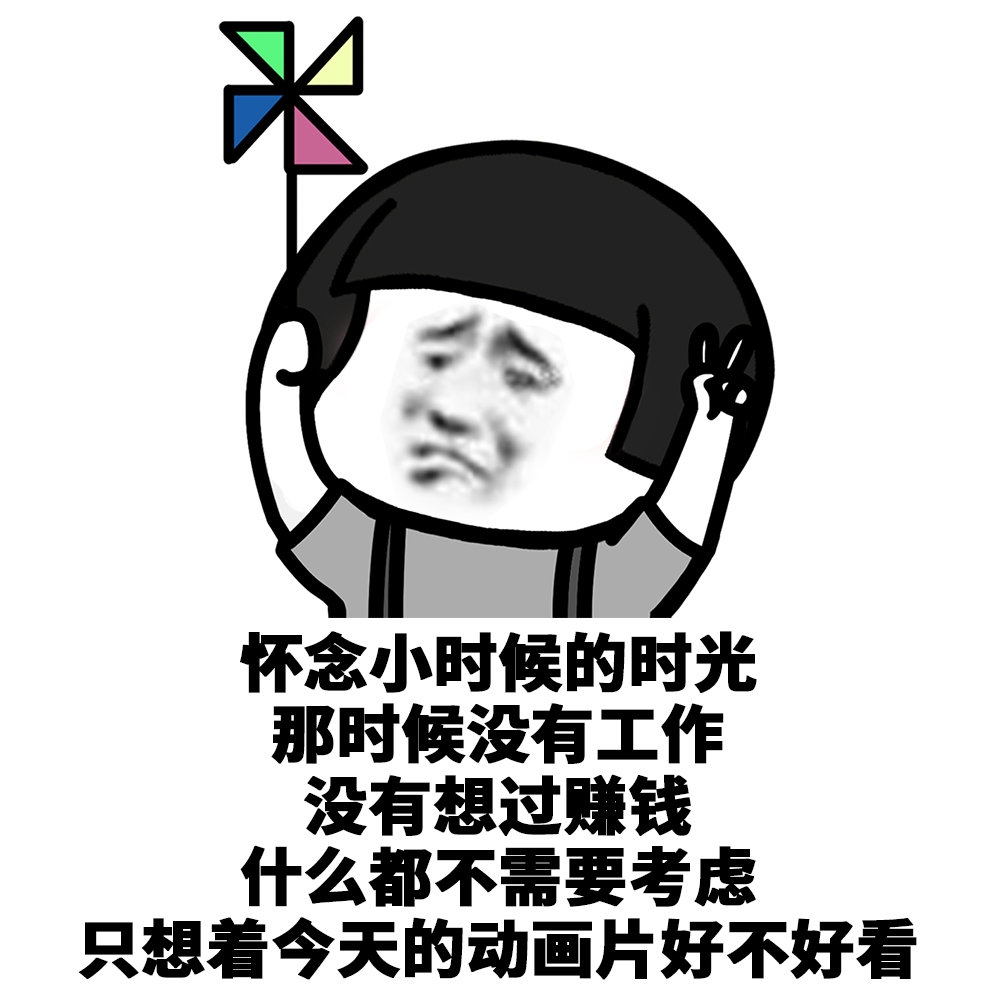 怀念小时候的时光
那时候没有工作
没有想过赚钱
什么都不需要考虑
只想着今天的动画片好不好看